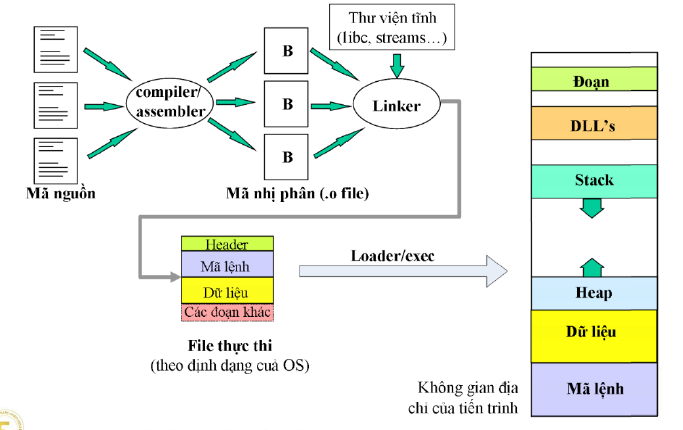 Thư viện tĩnh
(libc, streams…)
compiler/
assembler
B
B
B
Linker
Mã nguồn
Mã nhị phân (.o file)
Header
Mã lệnh
Dữ liệu
Các đoạn khác
Loader/exec
File thực thi
(theo định dạng cuả OS)
Đoạn
DLL's
Stack
Heap
Dữ liệu
Mã lệnh
Không gian địa
chỉ của tiến trình